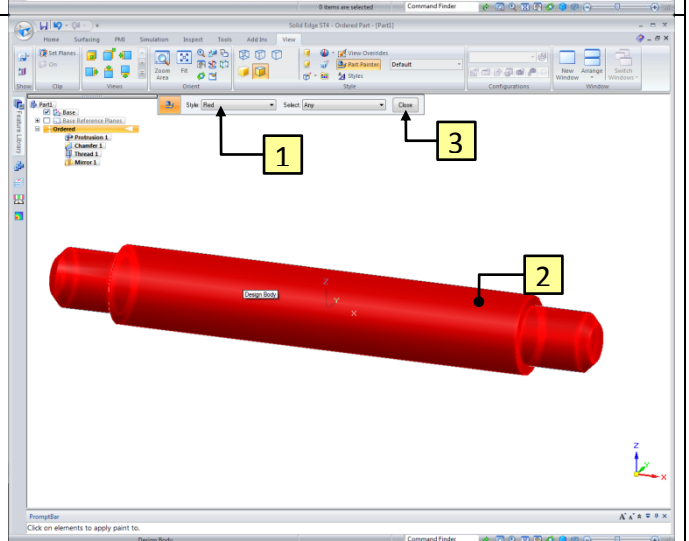 0 items are selected Command Finder
Solid Edge ST4 - Ordered Part - [Part1]
Home Surfacing PMI Simulation Inspect Tools Add Ins View
Set Planes
On
Zoom Area
Fit
View Overrides
Part Painter Default
Styles
New Window
Arrange
Switch Windows
Show Clip Views Orient Style Configurations Window
Part1
Base
Base Reference Planes
Ordered
Protrusion 1
Chamfer 1
Thread 1
Mirror 1
Feature Library
Style: Red Select: Any Close
1
3
2
Design Body
Z
Y
X
Z
Y
X
PromptBar
Click on elements to apply paint to.
Design Body Command Finder